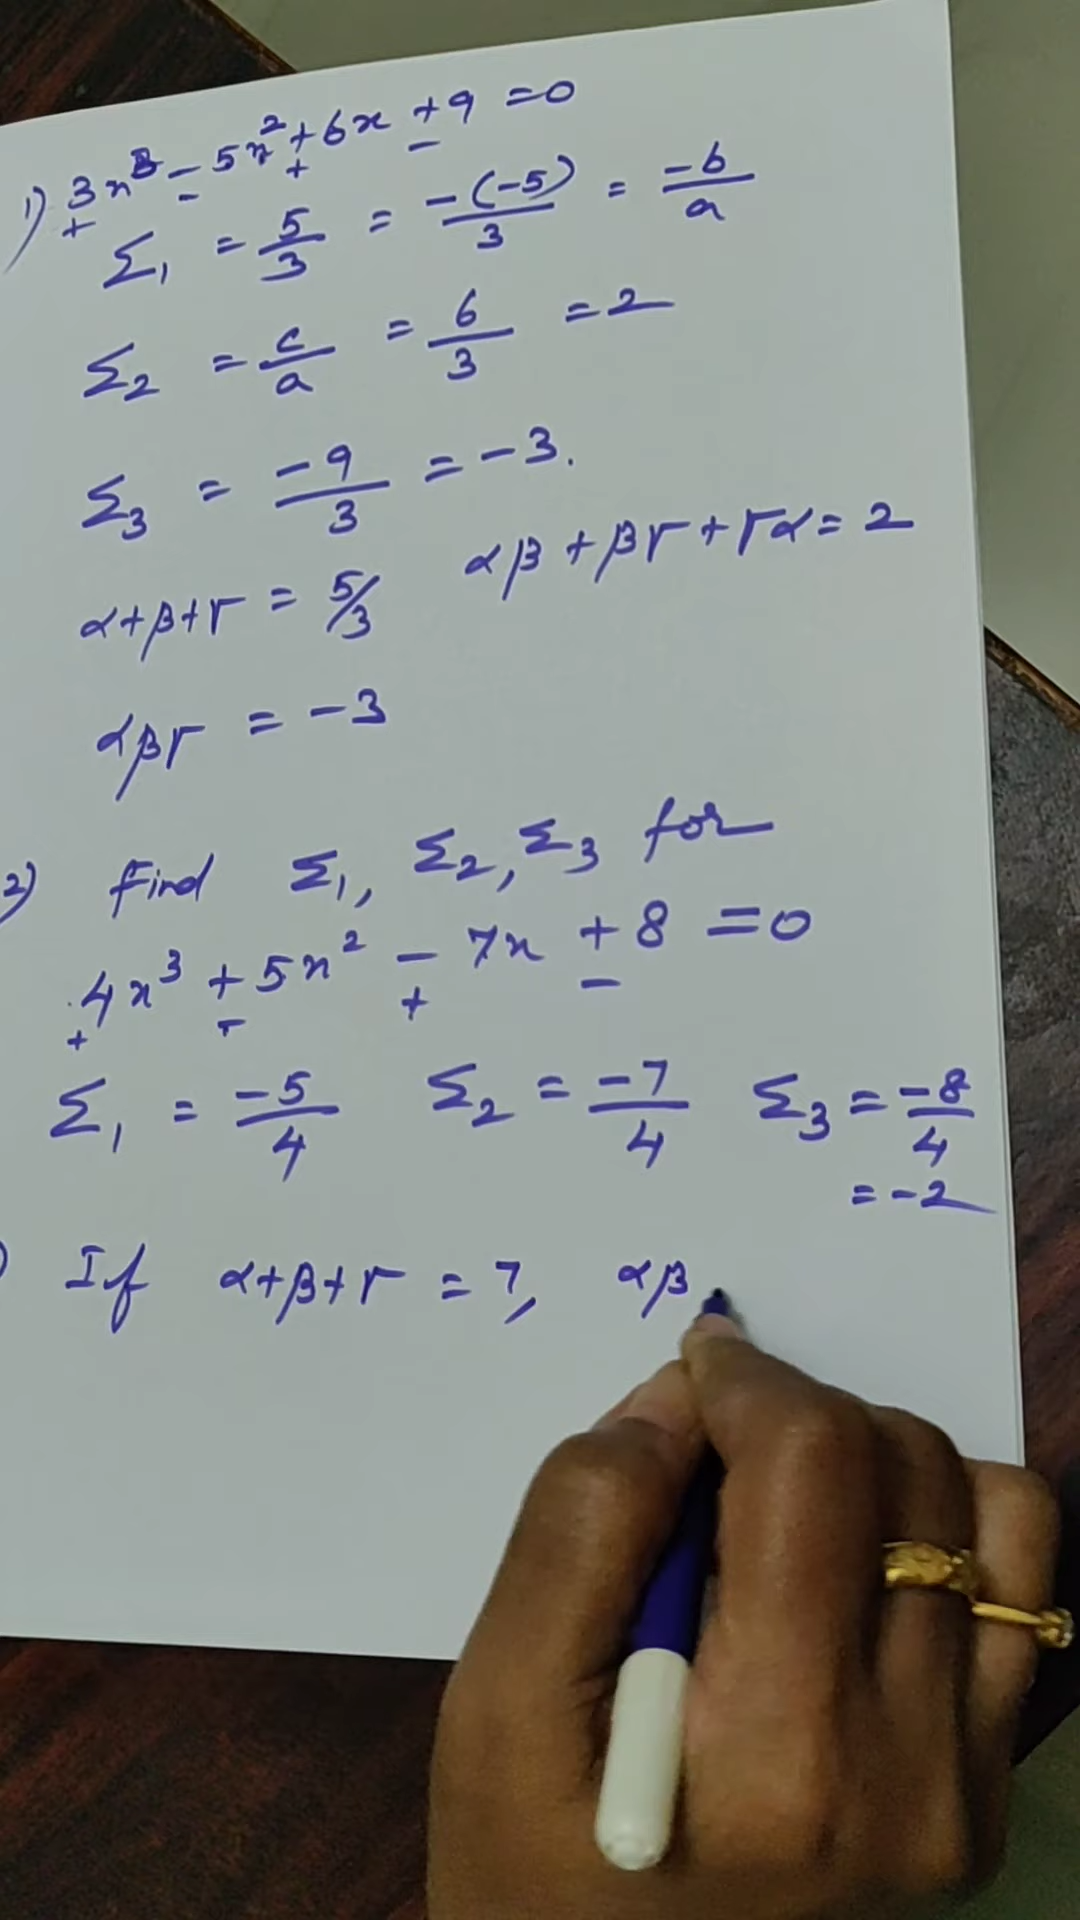 1) 3x³ - 5x² + 6x + 9 = 0
+ - + -
Σ₁ = 5/3 = -(-5)/3 = -b/a
Σ₂ = c/a = 6/3 = 2
Σ₃ = -9/3 = -3.
α+β+γ = 5/3 αβ + βγ + γα = 2
αβγ = -3
2) Find Σ₁, Σ₂, Σ₃ for
4x³ + 5x² - 7x + 8 = 0
+ - + -
Σ₁ = -5/4 Σ₂ = -7/4 Σ₃ = -8/4
= -2
) If α+β+γ = 7, αβ